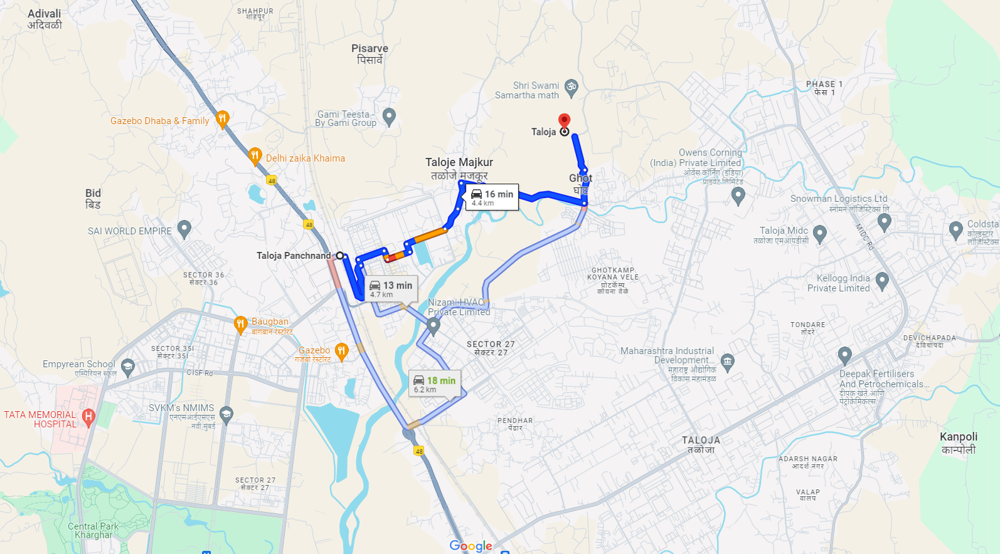 Adivali
अदिवळी
SHAHPUR
शाहपूर
Pisarve
पिसार्वे
PHASE 1
फेस 1
Shri Swami
Samartha math
Gazebo Dhaba & Family
Gami Teesta -
By Gami Group
Taloja
Delhi zaika Khaima
Taloje Majkur
तळोजे मजकूर
Owens Corning
(India) Private Limited
ओवेंस कॉर्निंग (इंडिया)
प्राइवेट लिमिटेड
48
Ghot
घोट
Bid
बिड
16 min
4.4 km
Snowman Logistics Ltd
स्नोमन लॉजिस्टिक्स लि
48
SAI WORLD EMPIRE
Taloja Midc
तळोजा एमआयडीसी
MIDC Rd
Coldsta
कोल्डस्टार
लॉजिस्टिक्स
Taloja Panchnand
SECTOR 36
सेक्टर 36
GHOTKAMP
KOYANA VELE
घोटकॅम्प
कोयना वेळे
Kellogg India
Private Limited
13 min
4.7 km
Nizami HVAC
Private Limited
Baugban
बागबान रेस्टॉरंट
TONDARE
तोंदरे
DEVICHAPADA
देविचापदा
SECTOR 35I
सेक्टर 35I
Gazebo
गजेबो रेस्टॉरंट
SECTOR 27
सेक्टर 27
Maharashtra Industrial
Development...
महाराष्ट्र औद्योगिक
विकास महामंडळ
Empyrean School
एम्पिरियन स्कूल
CISF Rd
Deepak Fertilisers
And Petrochemicals...
दीपक खते आणि
पेट्रोकेमिकल्स
18 min
6.2 km
TATA MEMORIAL
HOSPITAL
SVKM's NMIMS
एनएमआईएमएस
नवी मुंबई
PENDHAR
पेंढार
TALOJA
तळोजा
Kanpoli
कान्पोली
48
ADARSH NAGAR
आदर्श नगर
SECTOR 27
सेक्टर 27
VALAP
वालप
Central Park
Kharghar
Google